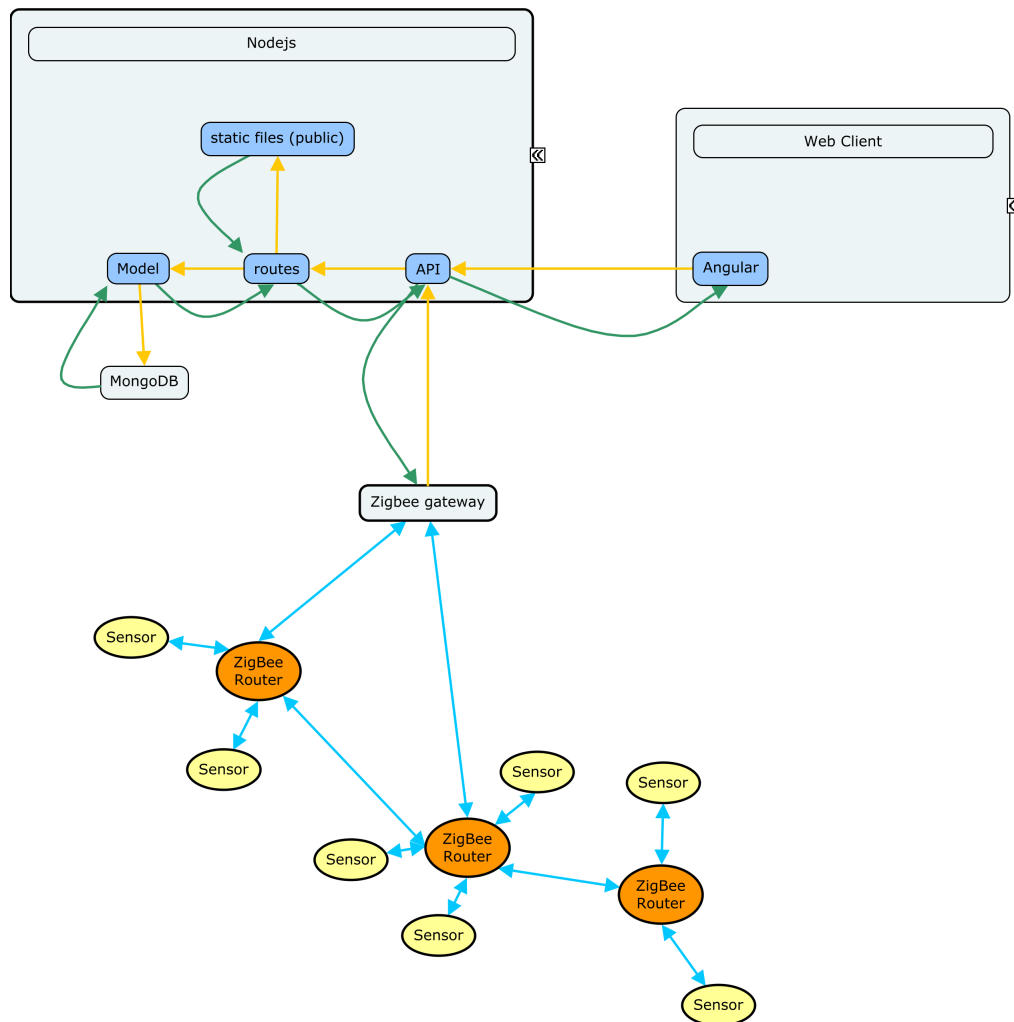 Nodejs
static files (public)
Web Client
Model
routes
API
Angular
MongoDB
Zigbee gateway
Sensor
ZigBee
Router
Sensor
Sensor
Sensor
ZigBee
Router
Sensor
ZigBee
Router
Sensor
Sensor